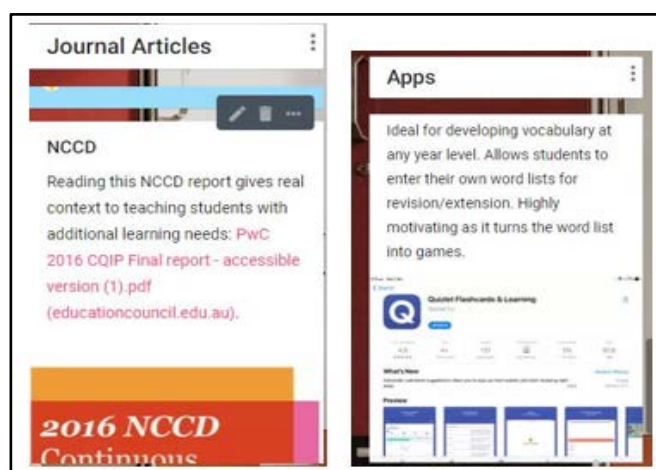 Journal Articles
NCCD
Reading this NCCD report gives real
context to teaching students with
additional learning needs: PwC
2016 CQIP Final report - accessible
version (1).pdf
(educationcouncil.edu.au).
2016 NCCD
Continuous
Apps
Ideal for developing vocabulary at
any year level. Allows students to
enter their own word lists for
revision/extension. Highly
motivating as it turns the word list
into games.
Quizlet Flashcards & Learning
What's New
Preview